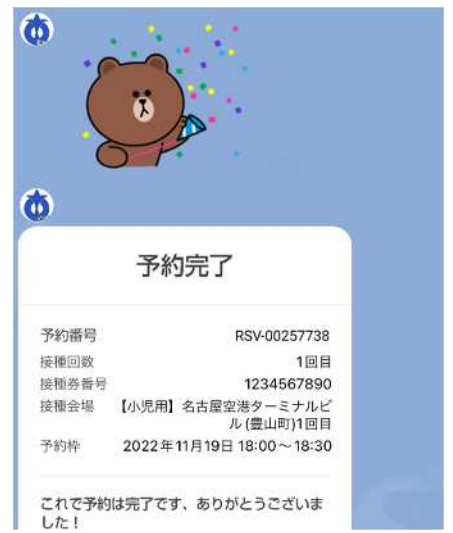 予約完了
予約番号 RSV-00257738
接種回数 1回目
接種券番号 1234567890
接種会場 【小児用】名古屋空港ターミナルビ
ル (豊山町)1回目
予約枠 2022年11月19日 18:00～18:30
これで予約は完了です、ありがとうございま
した！